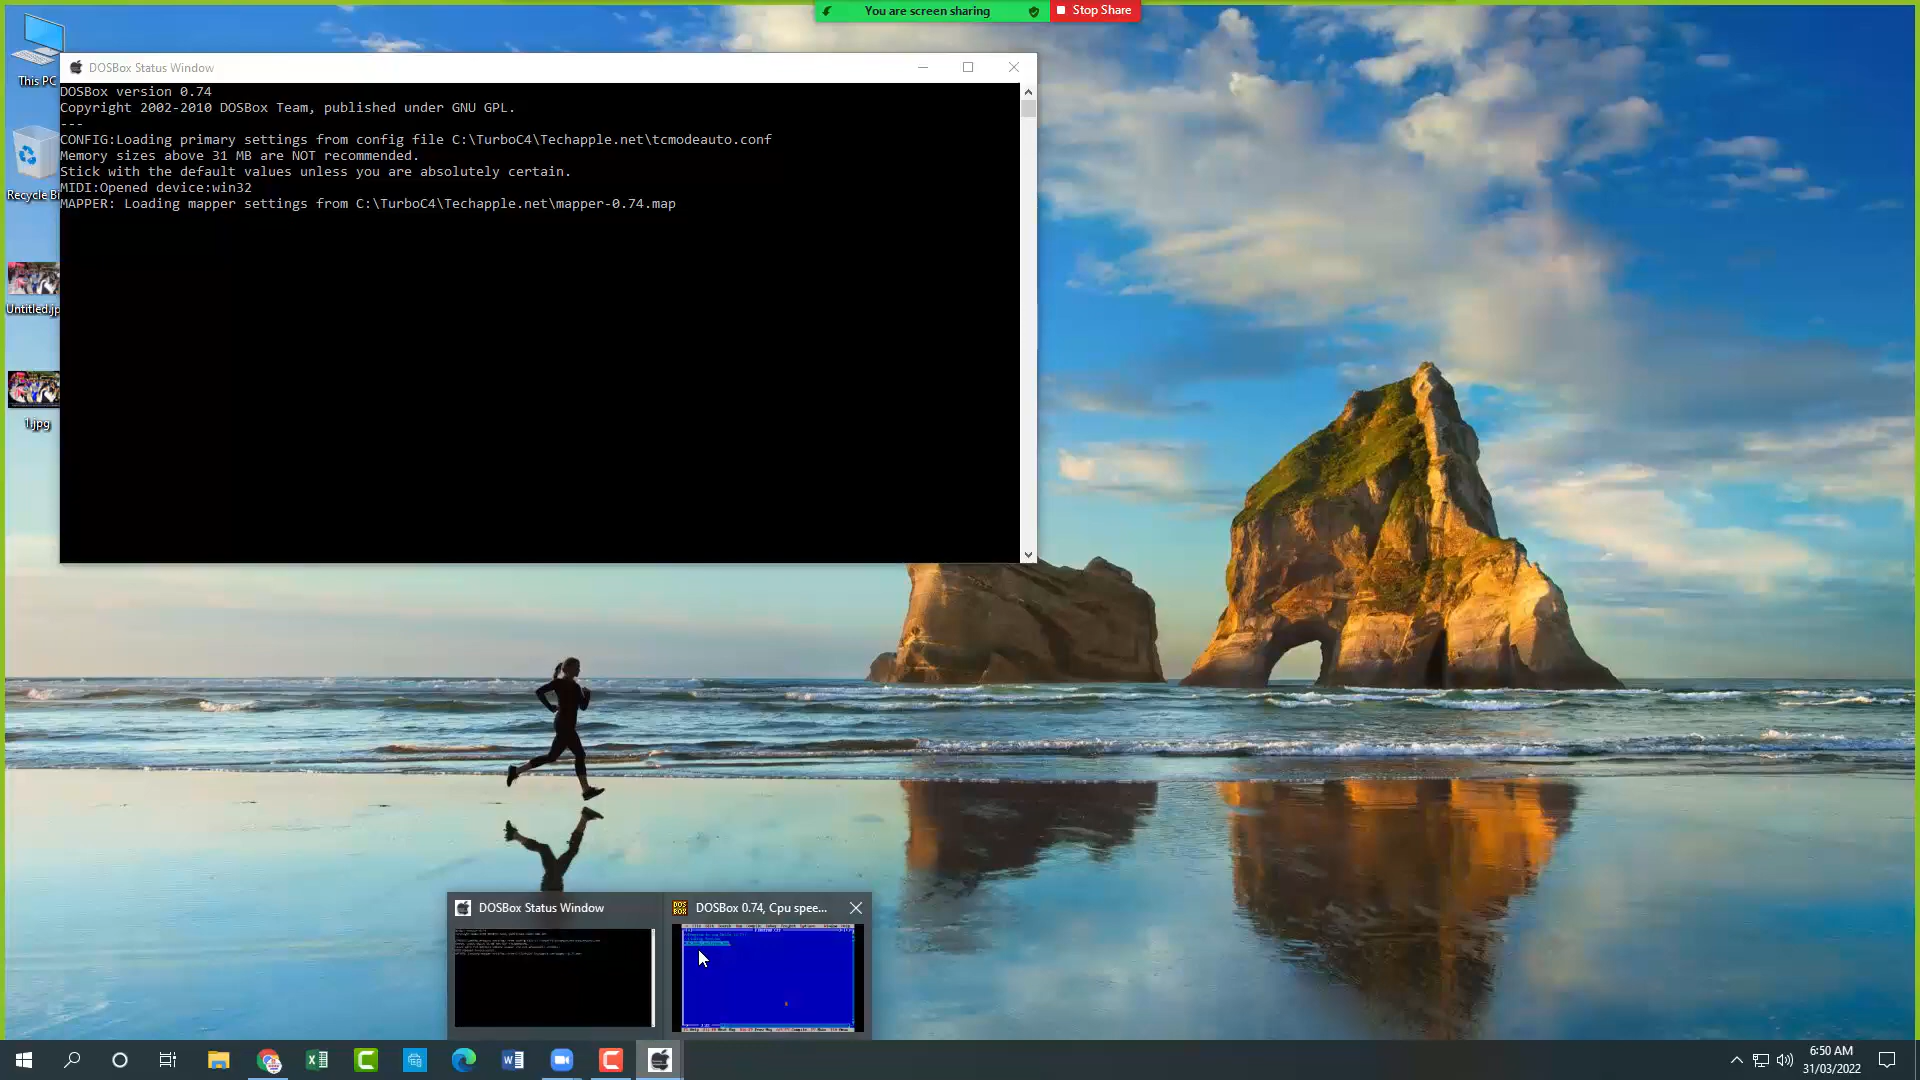 You are screen sharing
Stop Share
This PC
DOSBox Status Window
DOSBox version 0.74
Copyright 2002-2010 DOSBox Team, published under GNU GPL.
---
CONFIG:Loading primary settings from config file C:\TurboC4\Techapple.net\tcmodeauto.conf
Memory sizes above 31 MB are NOT recommended.
Stick with the default values unless you are absolutely certain.
MIDI:Opened device:win32
MAPPER: Loading mapper settings from C:\TurboC4\Techapple.net\mapper-0.74.map
Recycle Bi
Untitled.jp
1.jpg
DOSBox Status Window
DOSBox 0.74, Cpu spee...
6:50 AM
31/03/2022